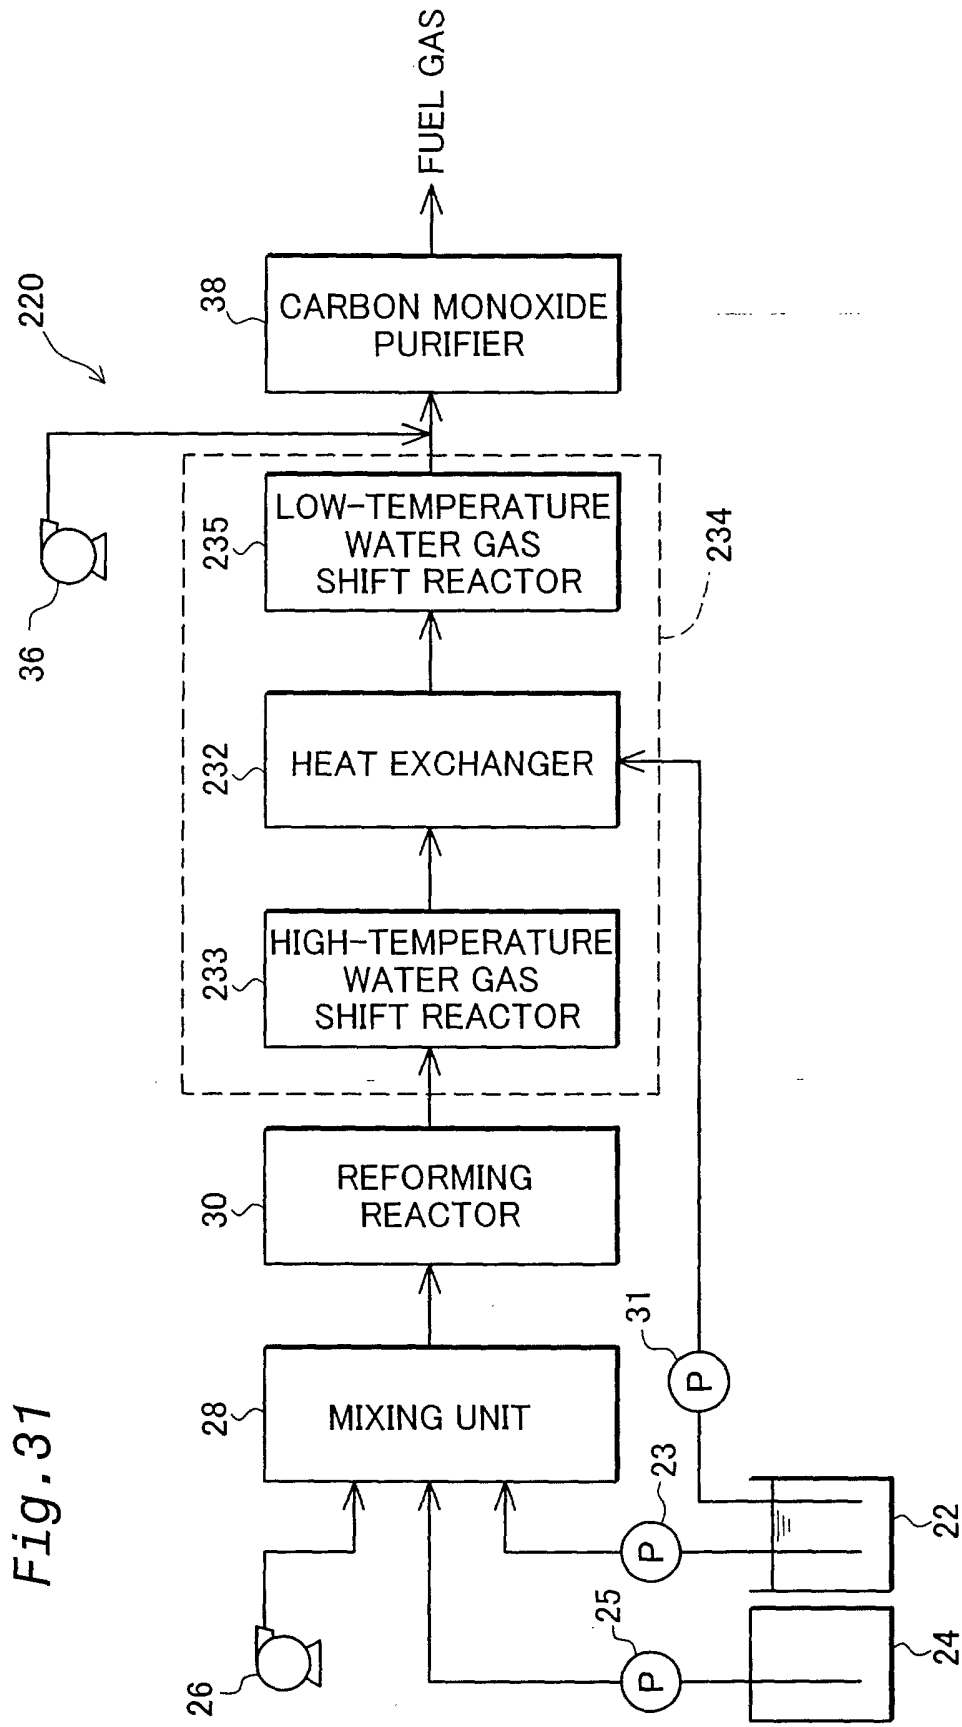 Fig.31
220
36
FUEL GAS
26
28
MIXING UNIT
30
REFORMING
REACTOR
233
HIGH-TEMPERATURE
WATER GAS
SHIFT REACTOR
232
HEAT EXCHANGER
235
LOW-TEMPERATURE
WATER GAS
SHIFT REACTOR
38
CARBON MONOXIDE
PURIFIER
234
25
P
23
P
31
P
24
22